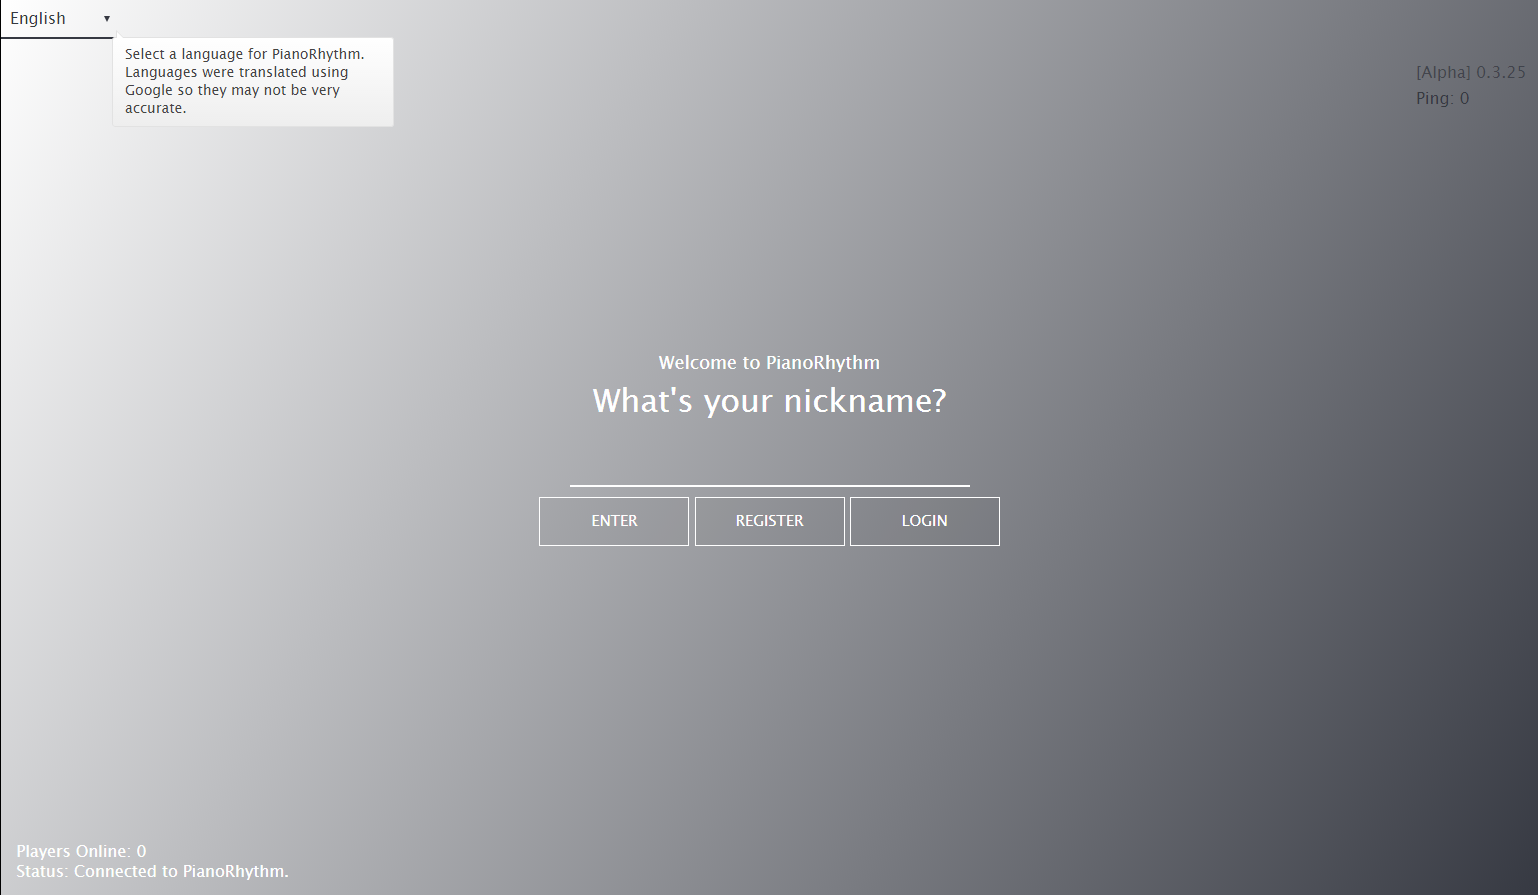 English
Select a language for PianoRhythm.
Languages were translated using
Google so they may not be very
accurate.
[Alpha] 0.3.25
Ping: 0
Welcome to PianoRhythm
What's your nickname?
ENTER
REGISTER
LOGIN
Players Online: 0
Status: Connected to PianoRhythm.